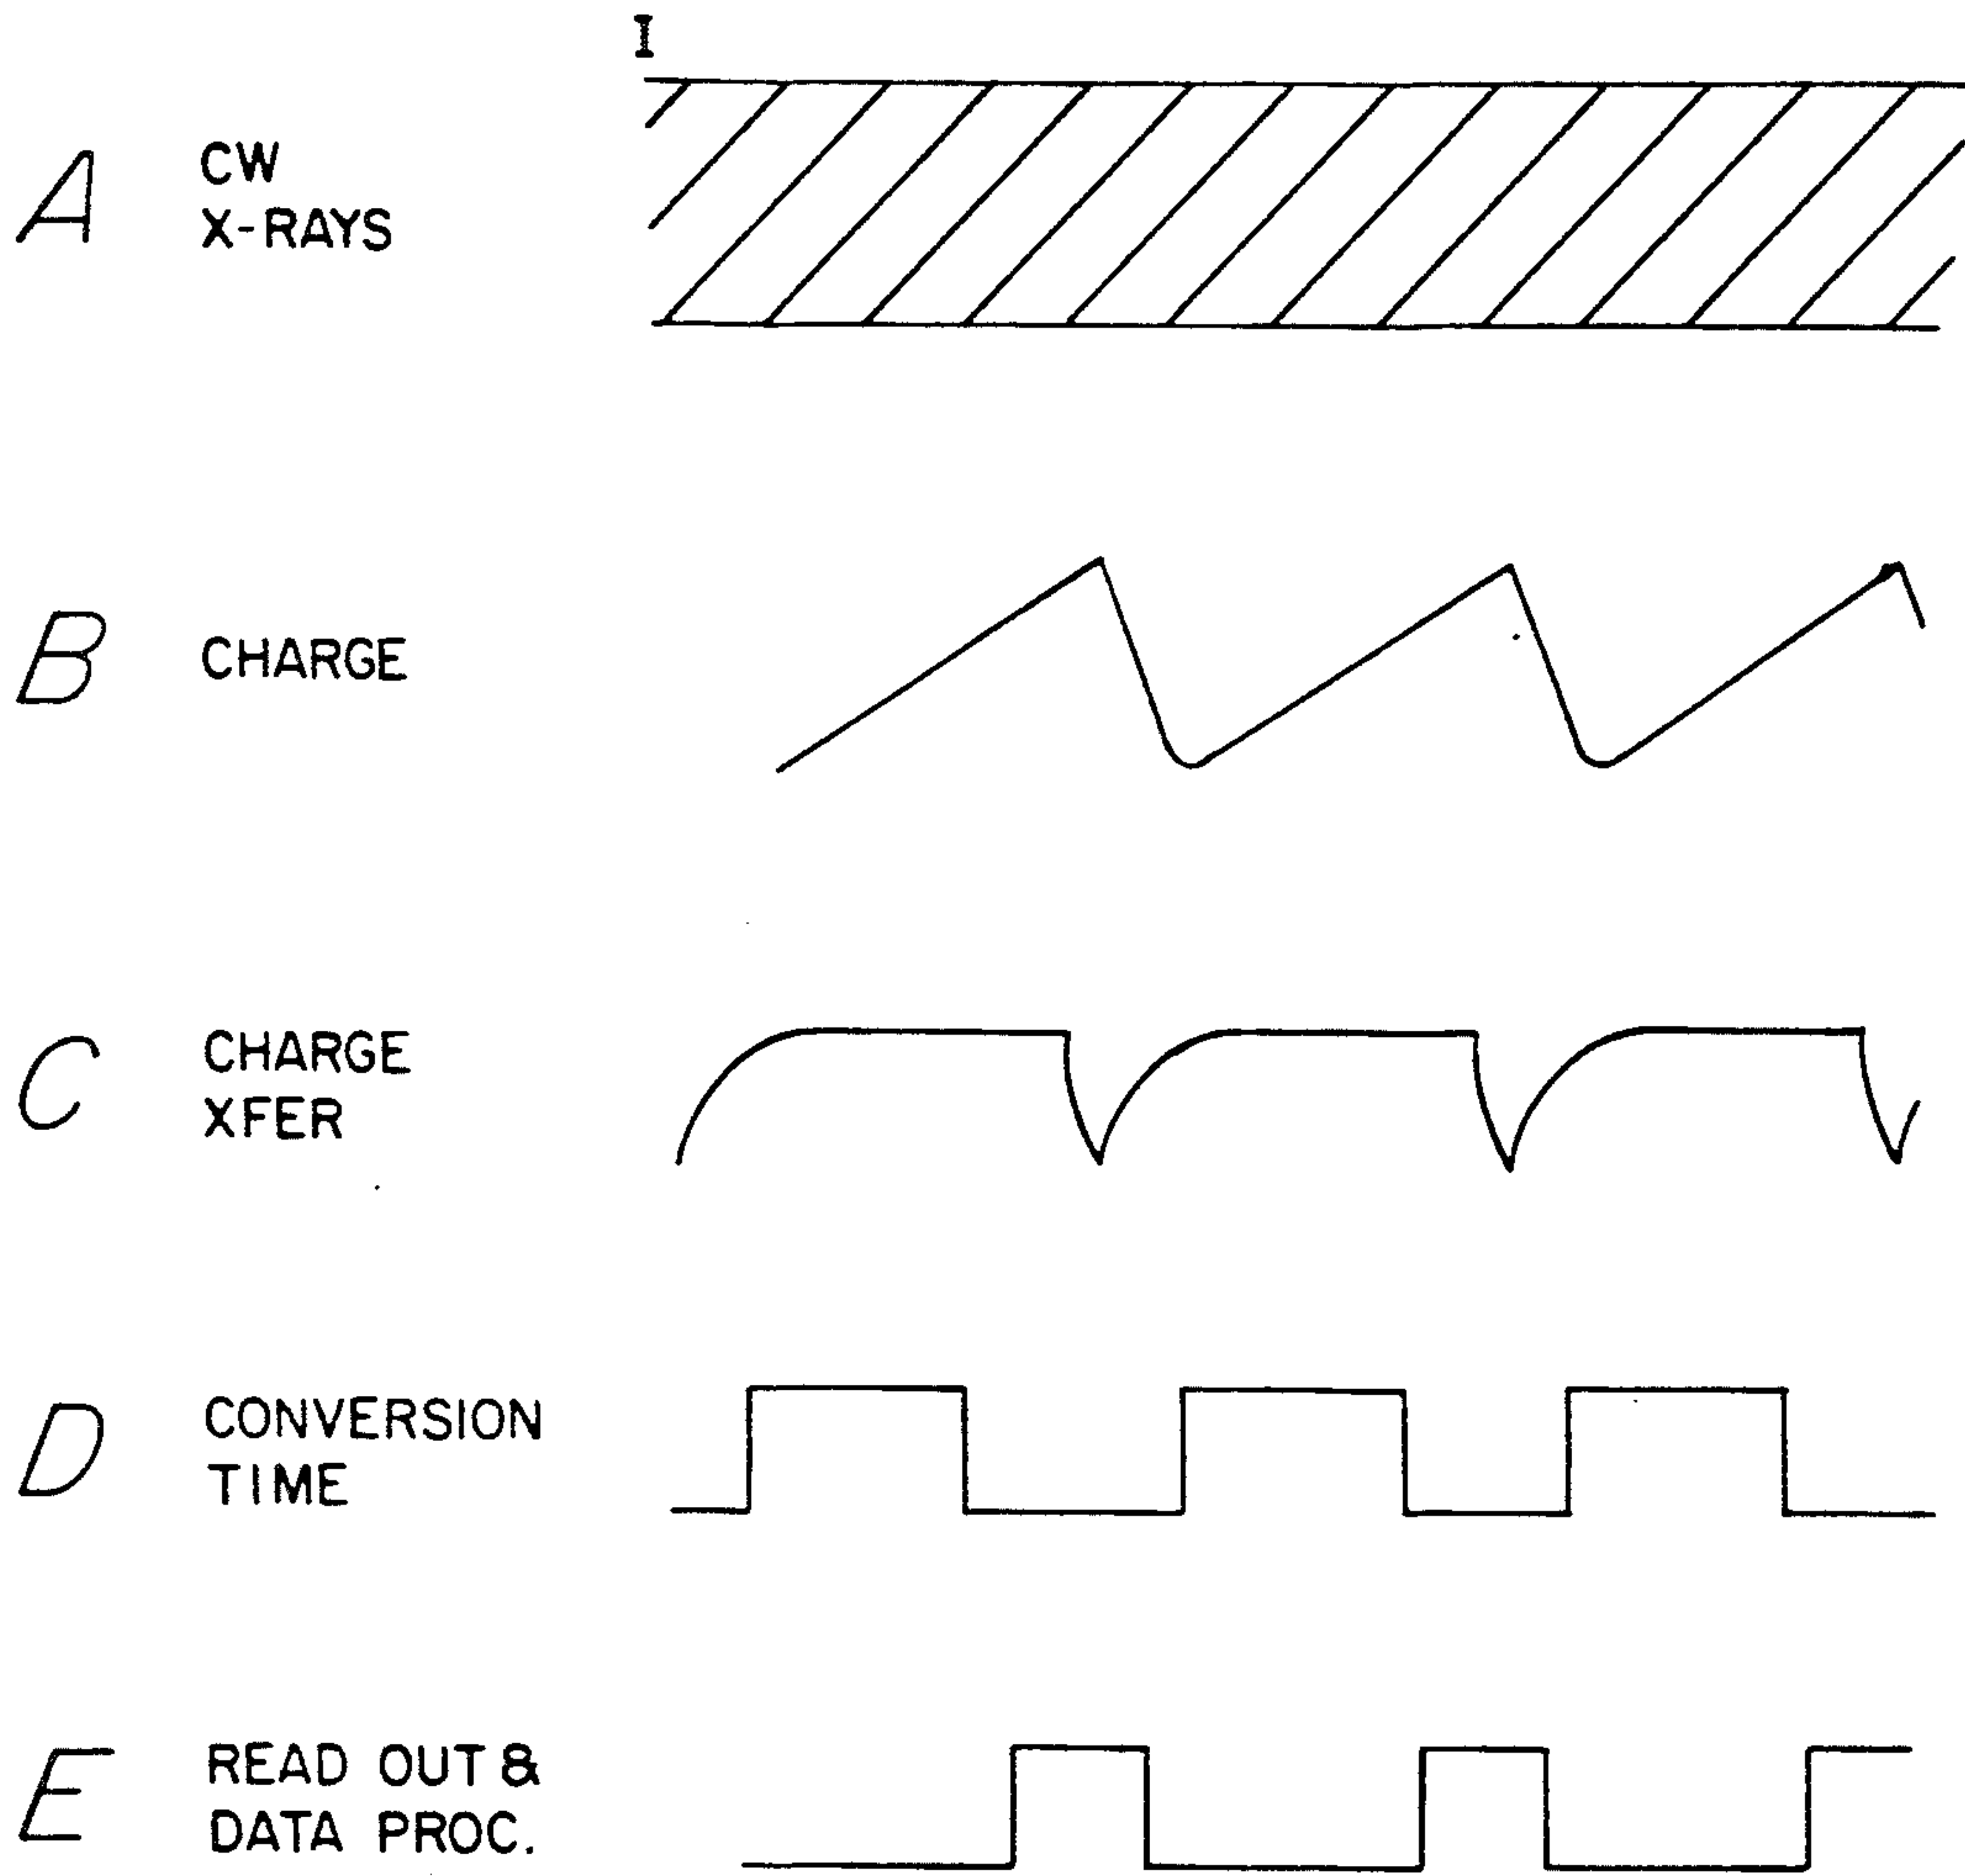 I
A
CW
X-RAYS
B
CHARGE
C
CHARGE
XFER
D
CONVERSION
TIME
E
READ OUT &
DATA PROC.